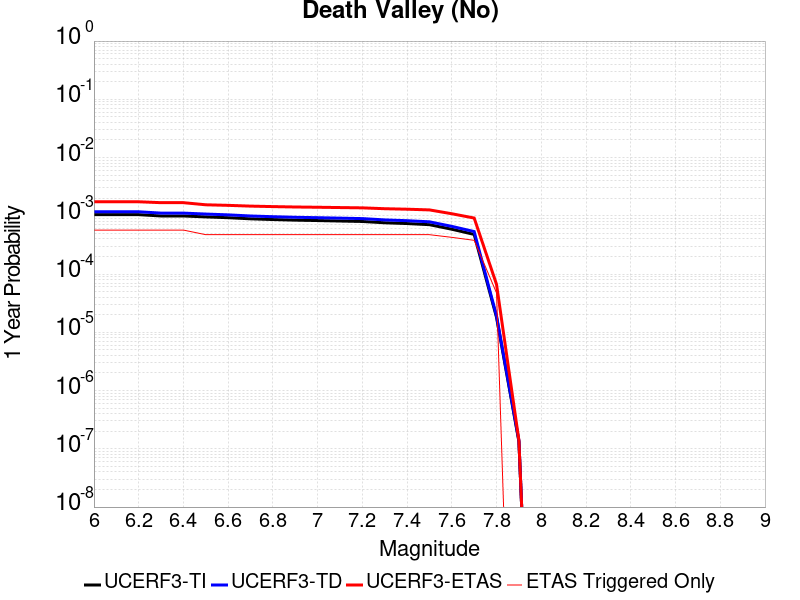 Death Valley (No)
1 Year Probability
10^0
10^-1
10^-2
10^-3
10^-4
10^-5
10^-6
10^-7
10^-8
6 6.2 6.4 6.6 6.8 7 7.2 7.4 7.6 7.8 8 8.2 8.4 8.6 8.8 9
Magnitude
UCERF3-TI UCERF3-TD UCERF3-ETAS ETAS Triggered Only